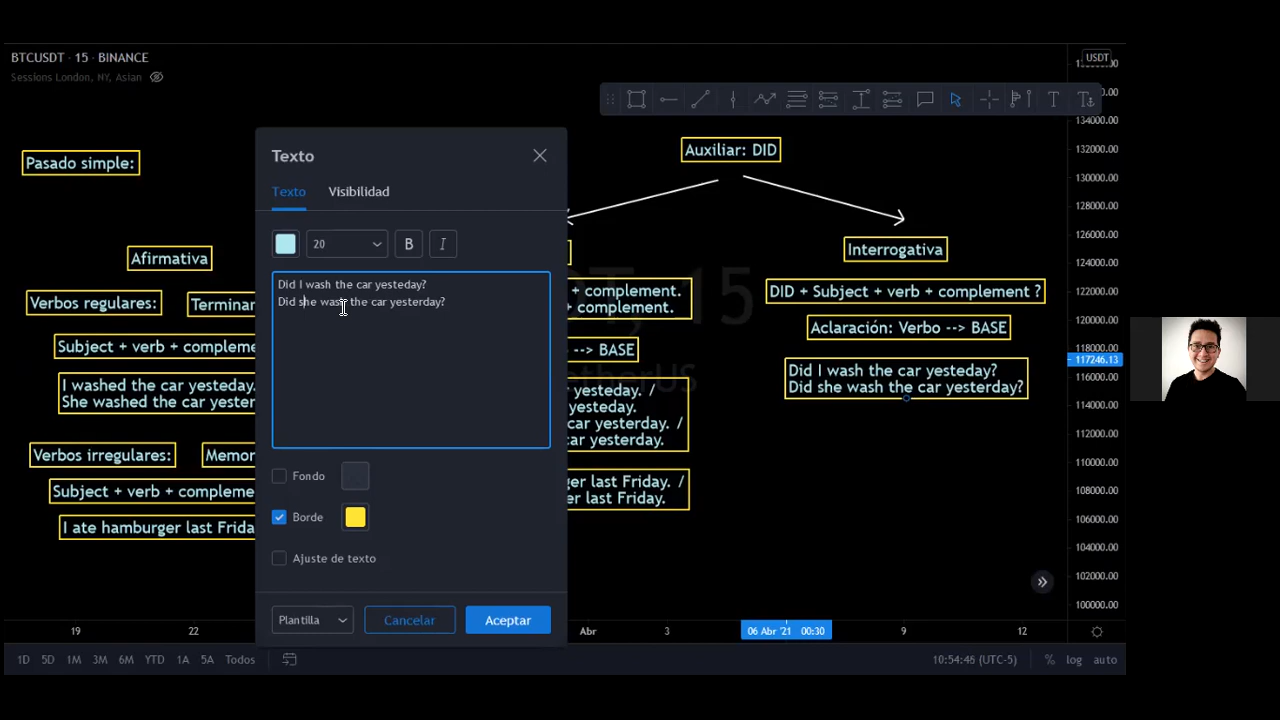 BTCUSDT · 15 · BINANCE
Sessions London, NY, Asian
USDT
Pasado simple:
Afirmativa
Verbos regulares:
Terminar
Subject + verb + compleme
I washed the car yesteday.
She washed the car yester
Verbos irregulares:
Memor
Subject + verb + compleme
I ate hamburger last Frida
Texto
Texto
Visibilidad
20
B
I
Did I wash the car yesteday?
Did she wash the car yesterday?
Fondo
Borde
Ajuste de texto
Plantilla
Cancelar
Aceptar
Auxiliar: DID
+ complement.
+ complement.
--> BASE
yesteday. /
yesteday.
car yesterday. /
car yesterday.
ger last Friday. /
er last Friday.
Interrogativa
DID + Subject + verb + complement ?
Aclaración: Verbo --> BASE
Did I wash the car yesteday?
Did she wash the car yesterday?
134000.00
132000.00
130000.00
128000.00
126000.00
124000.00
122000.00
120000.00
118000.00
117246.13
116000.00
114000.00
112000.00
110000.00
108000.00
106000.00
104000.00
102000.00
100000.00
19
22
Abr
3
06 Abr '21 00:30
9
12
1D 5D 1M 3M 6M YTD 1A 5A Todos
10:54:46 (UTC-5)
% log auto